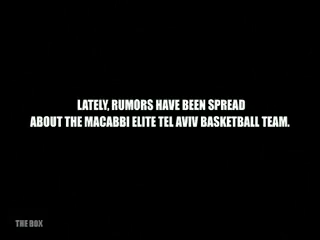 LATELY, RUMORS HAVE BEEN SPREAD
ABOUT THE MACABBI ELITE TEL AVIV BASKETBALL TEAM.
THE BOX